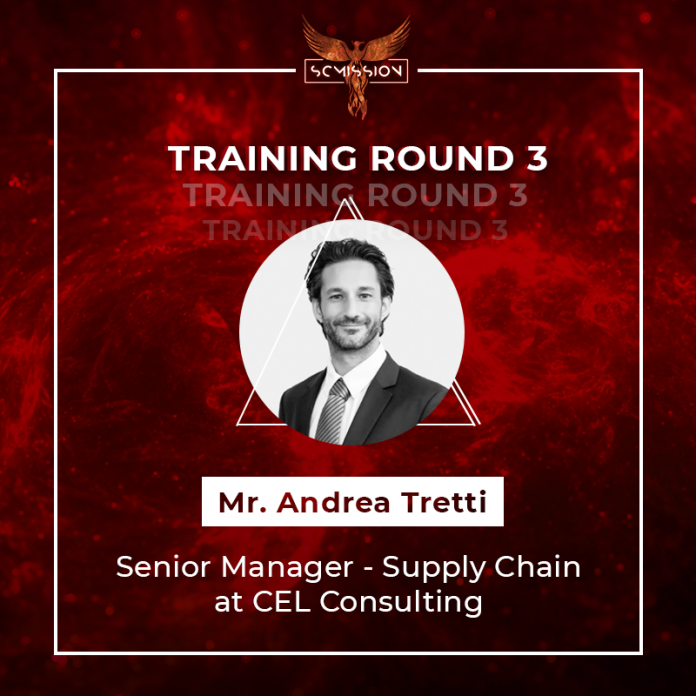 SCMISSION
TRAINING ROUND 3
TRAINING ROUND 3
TRAINING ROUND 3
Mr. Andrea Tretti
Senior Manager - Supply Chain
at CEL Consulting